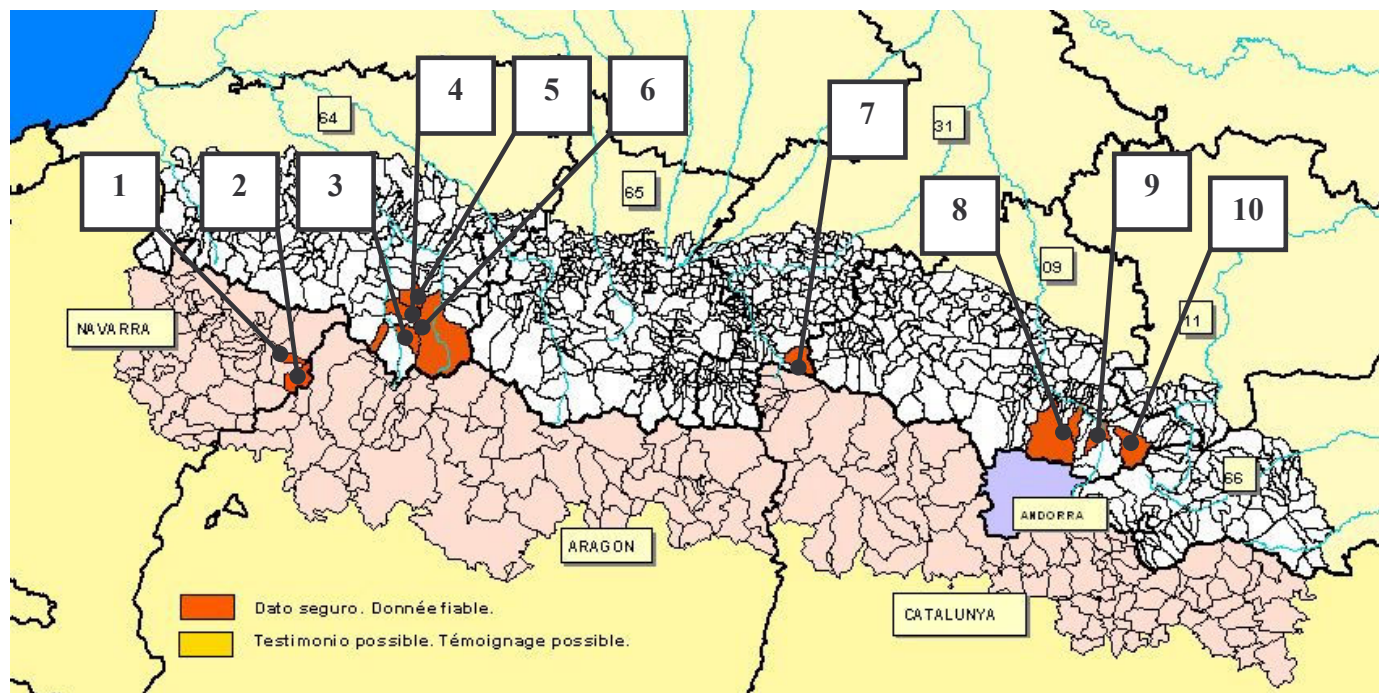 4
5
6
7
64
31
1
2
3
65
8
9
10
09
NAVARRA
11
66
ANDORRA
ARAGON
Dato seguro. Donnée fiable.
CATALUNYA
Testimonio possible. Témoignage possible.